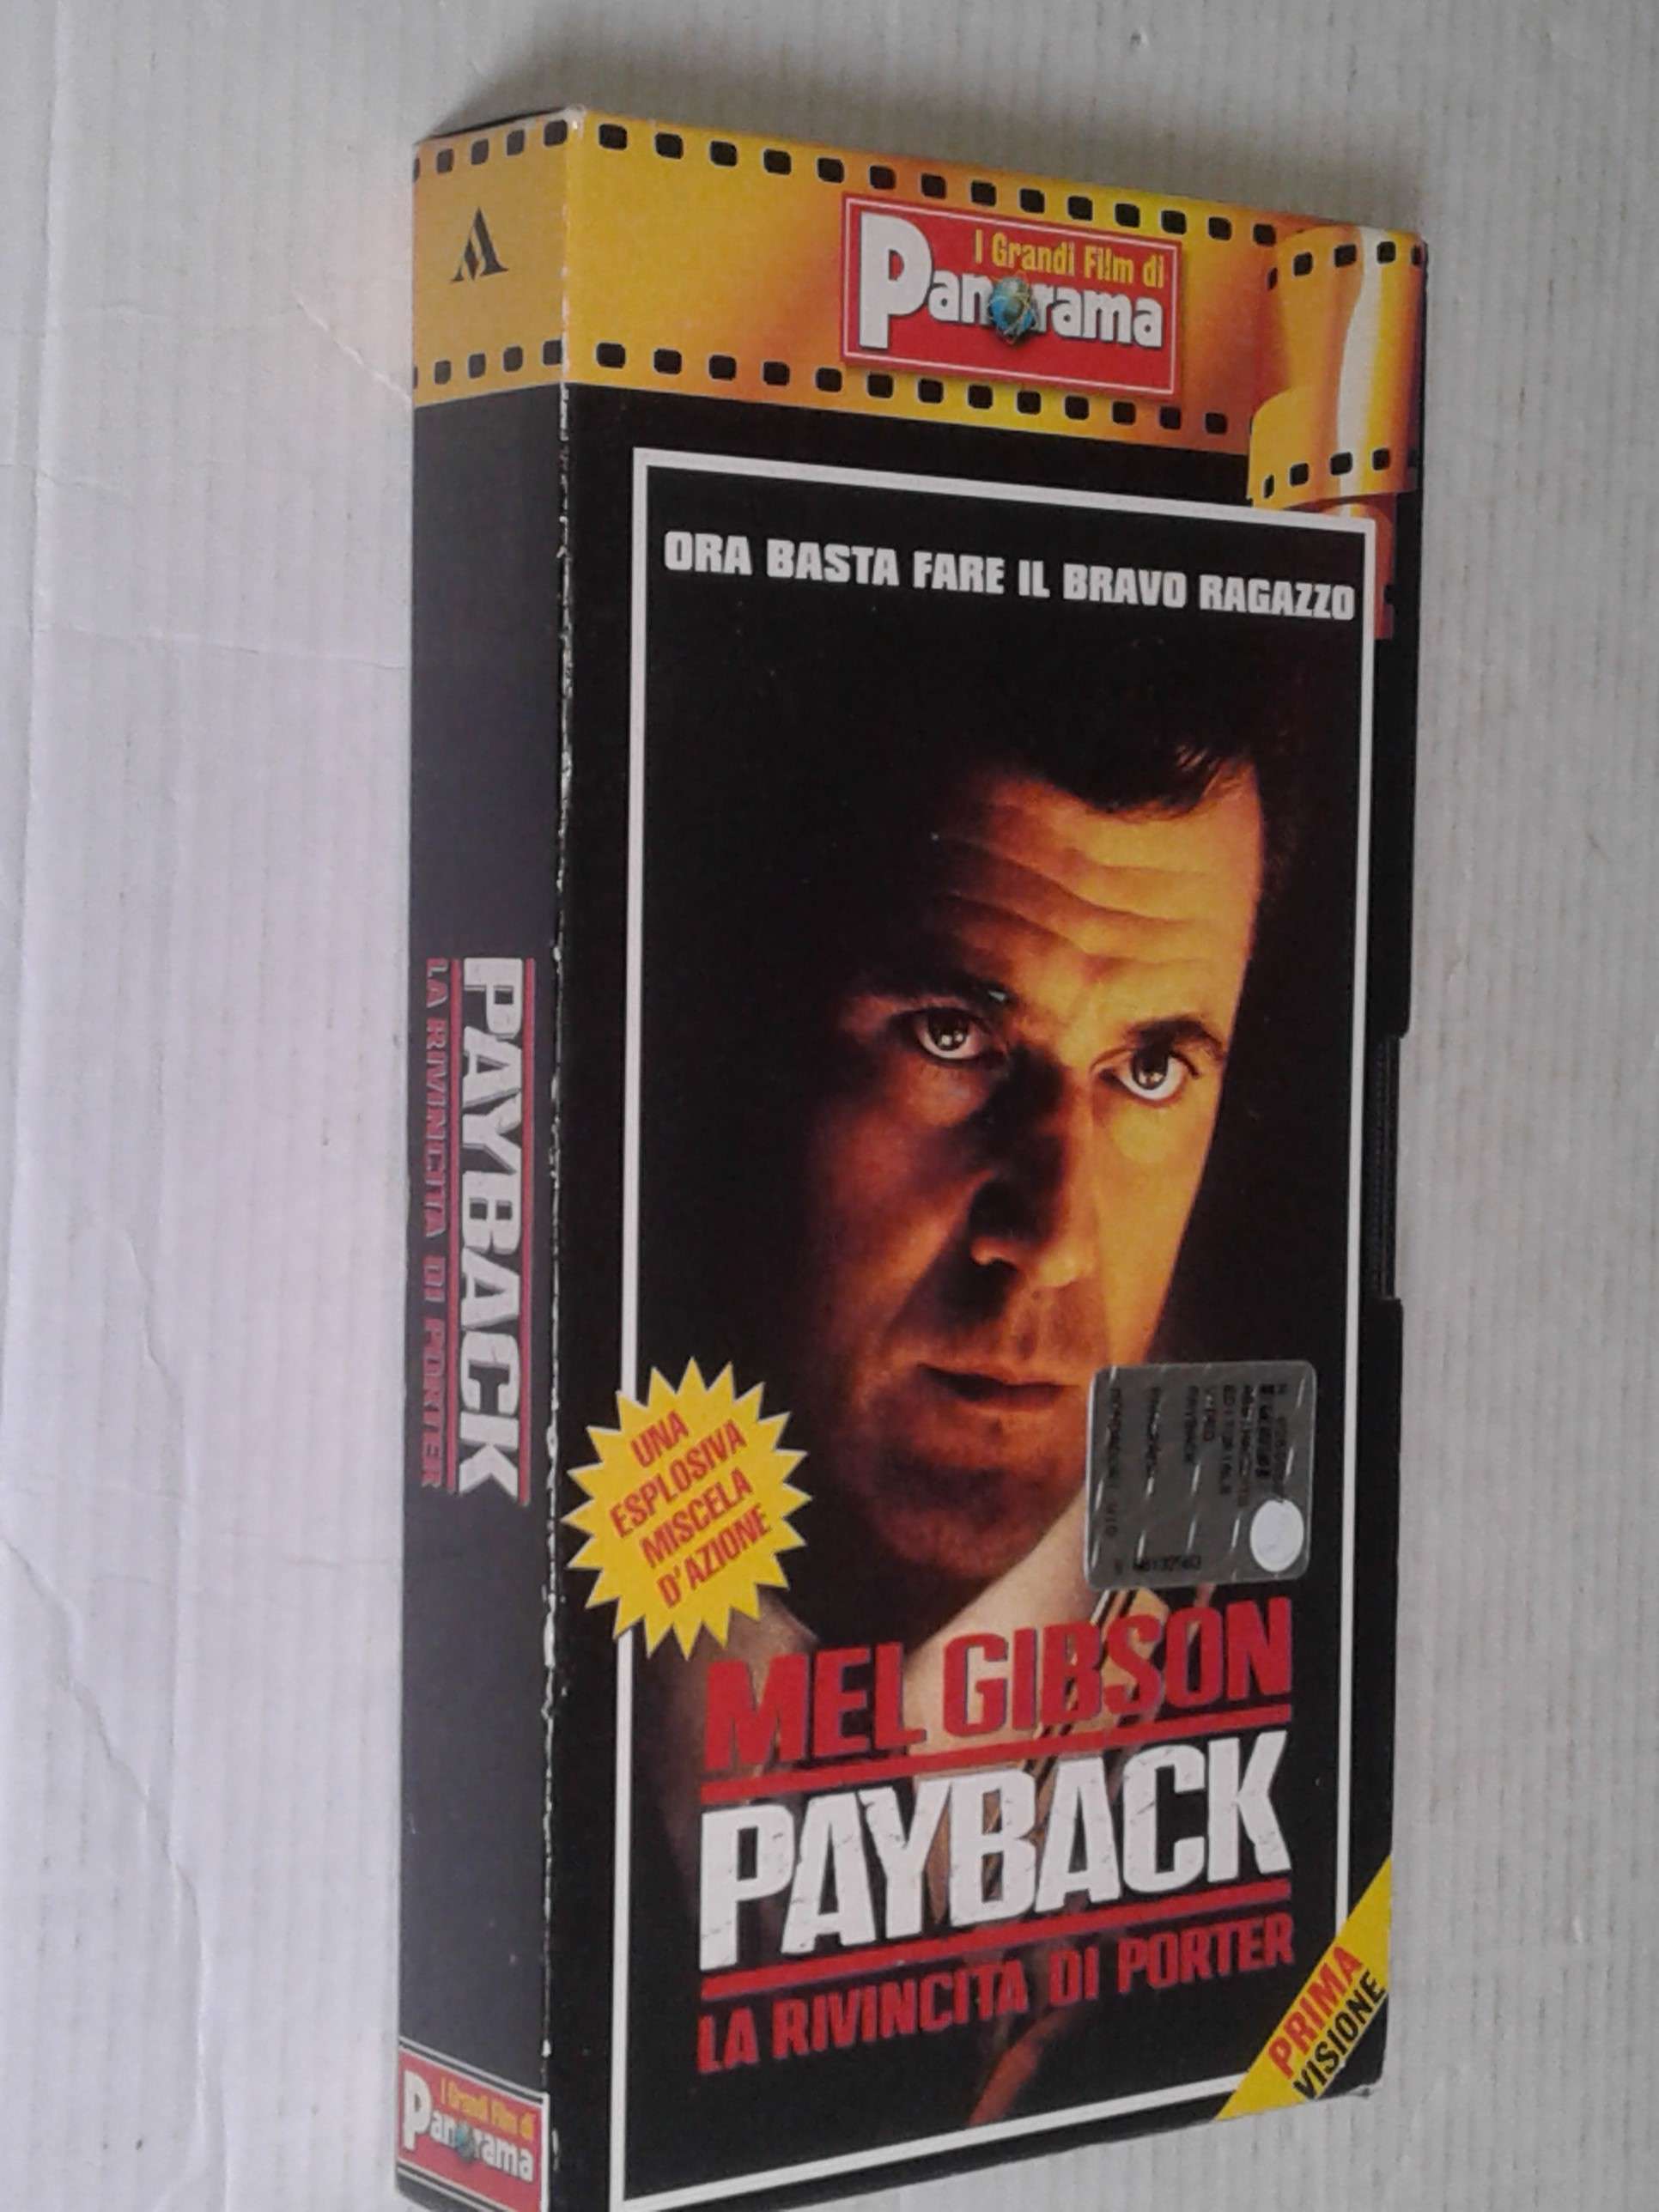 I Grandi Film di
Panorama
ORA BASTA FARE IL BRAVO RAGAZZO
PAYBACK
LA RIVINCITA DI PORTER
UNA
ESPLOSIVA
MISCELA
D'AZIONE
MEL GIBSON
PAYBACK
LA RIVINCITA DI PORTER
PRIMA
VISIONE
I Grandi Film di
Panorama